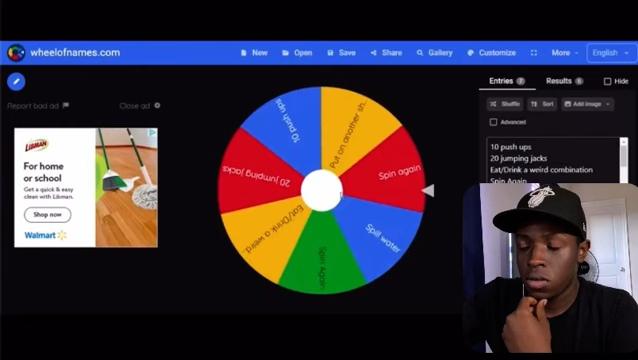 wheelofnames.com
New
Open
Save
Share
Gallery
Customize
More
English
Report bad ad
Close ad
LIBMAN
For home
or school
Easy & quick
clean with Libman.
Shop now
Walmart
10 push ups
Put on another sh...
Spin again
Spill water
Spin Again
Eat/Drink a weird...
20 jumping jacks
Entries 7
Results 6
Hide
Shuffle
Sort
Add image
Advanced
10 push ups
20 jumping jacks
Eat/Drink a weird combination
Spin Again